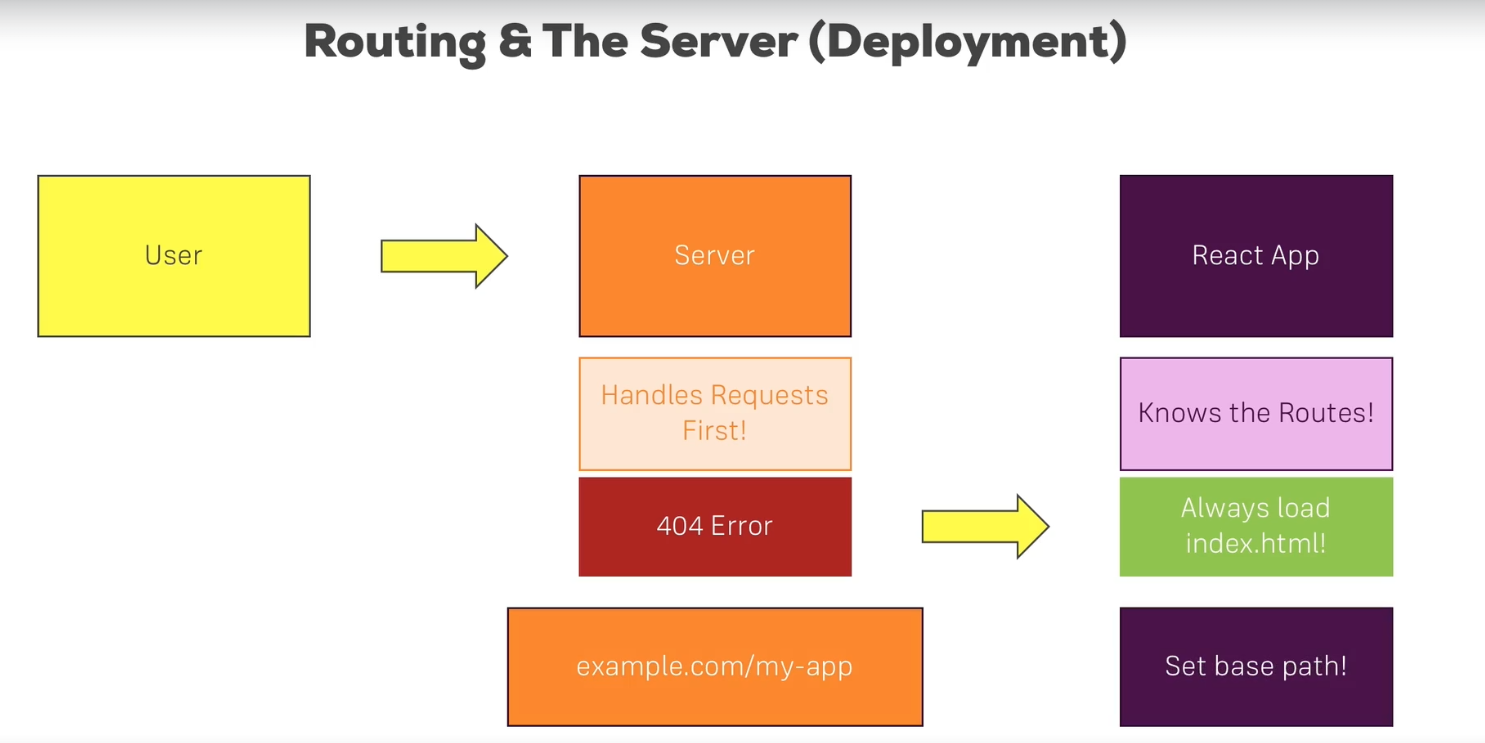 Routing & The Server (Deployment)
User
Server
React App
Handles Requests
First!
Knows the Routes!
404 Error
Always load
index.html!
example.com/my-app
Set base path!